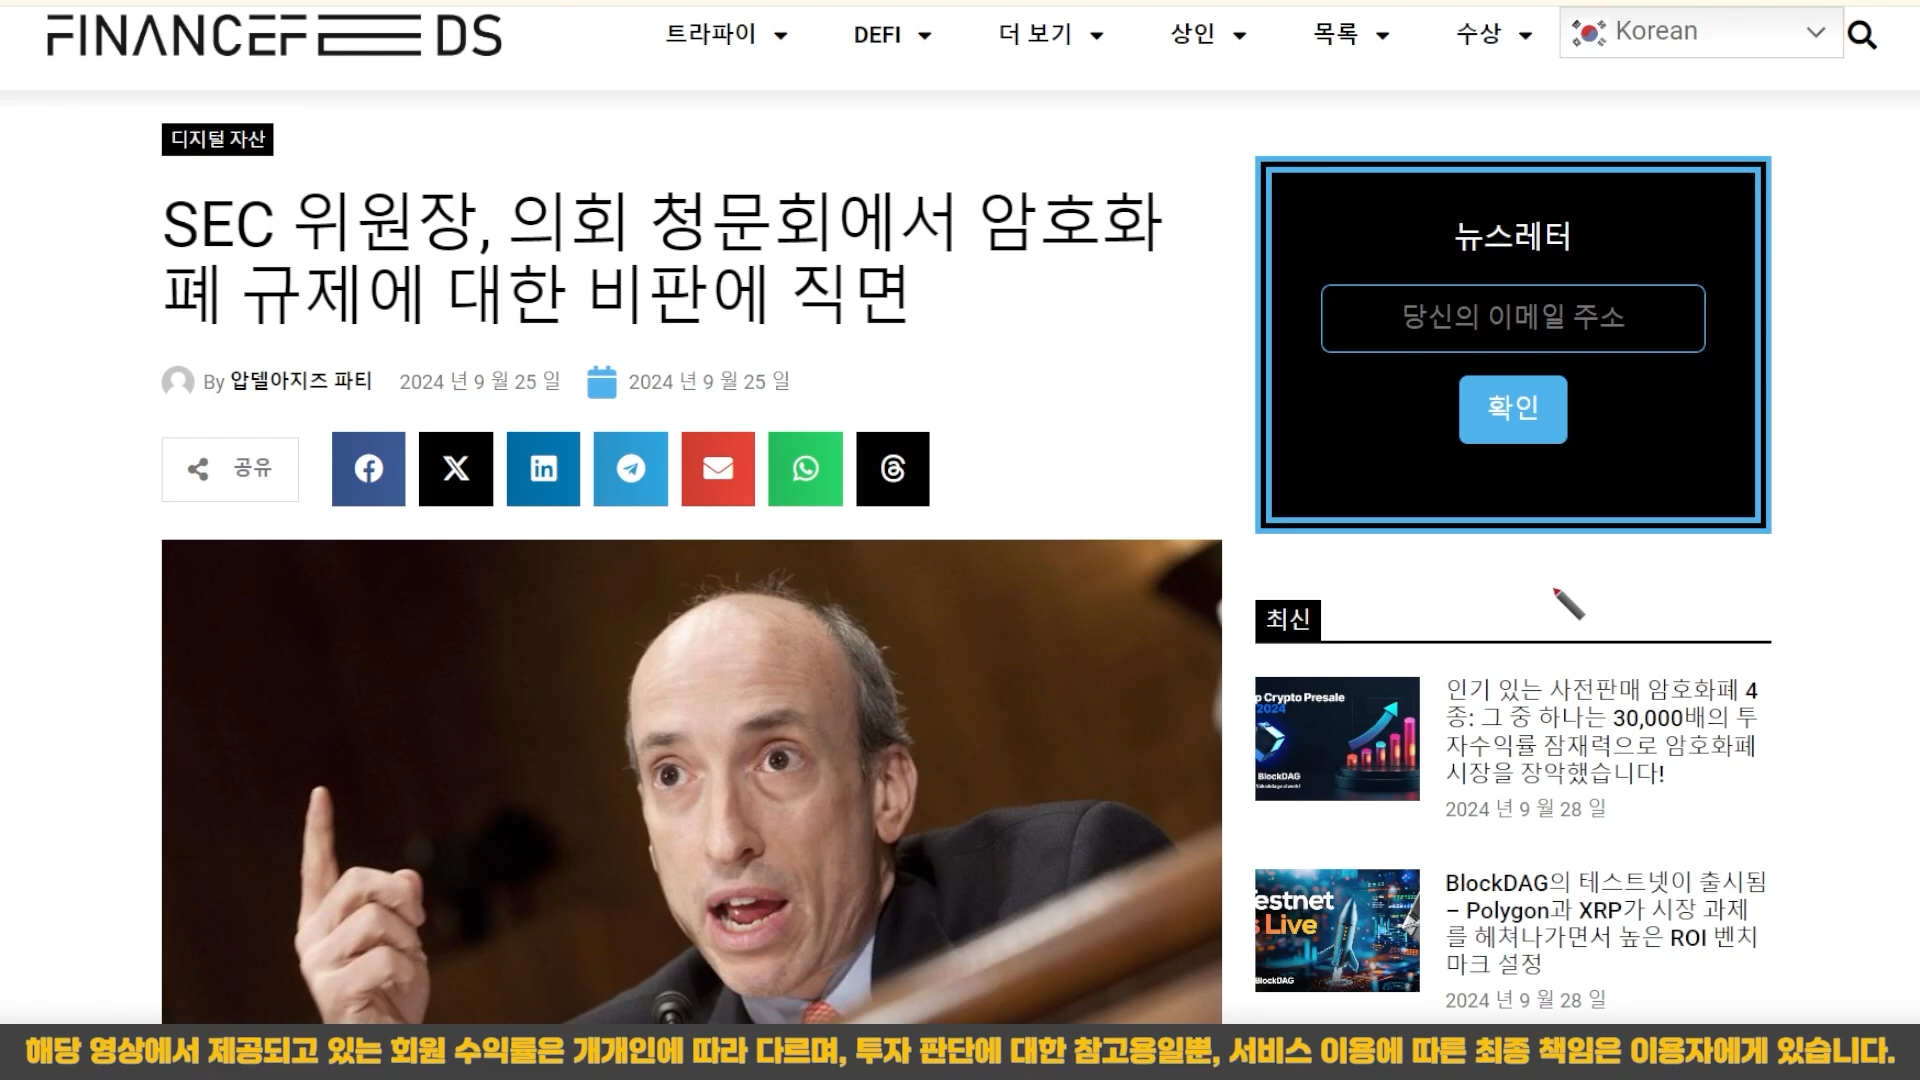 FINANCEFEEDS
트라파이 DEFI 더 보기 상인 목록 수상 Korean
디지털 자산
SEC 위원장, 의회 청문회에서 암호화
폐 규제에 대한 비판에 직면
By 압델아지즈 파티 2024 년 9 월 25 일 2024 년 9 월 25 일
공유
뉴스레터
당신의 이메일 주소
확인
최신
p Crypto Presale
2024
BlockDAG
인기 있는 사전판매 암호화폐 4
종: 그 중 하나는 30,000배의 투
자수익률 잠재력으로 암호화폐
시장을 장악했습니다!
2024 년 9 월 28 일
estnet
s Live
BlockDAG
BlockDAG의 테스트넷이 출시됨
– Polygon과 XRP가 시장 과제
를 헤쳐나가면서 높은 ROI 벤치
마크 설정
2024 년 9 월 28 일
해당 영상에서 제공되고 있는 회원 수익률은 개개인에 따라 다르며, 투자 판단에 대한 참고용일뿐, 서비스 이용에 따른 최종 책임은 이용자에게 있습니다.